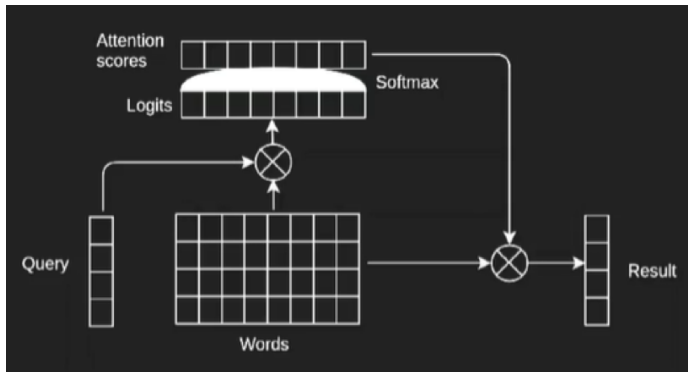 Attention
scores
Softmax
Logits
Query
Result
Words